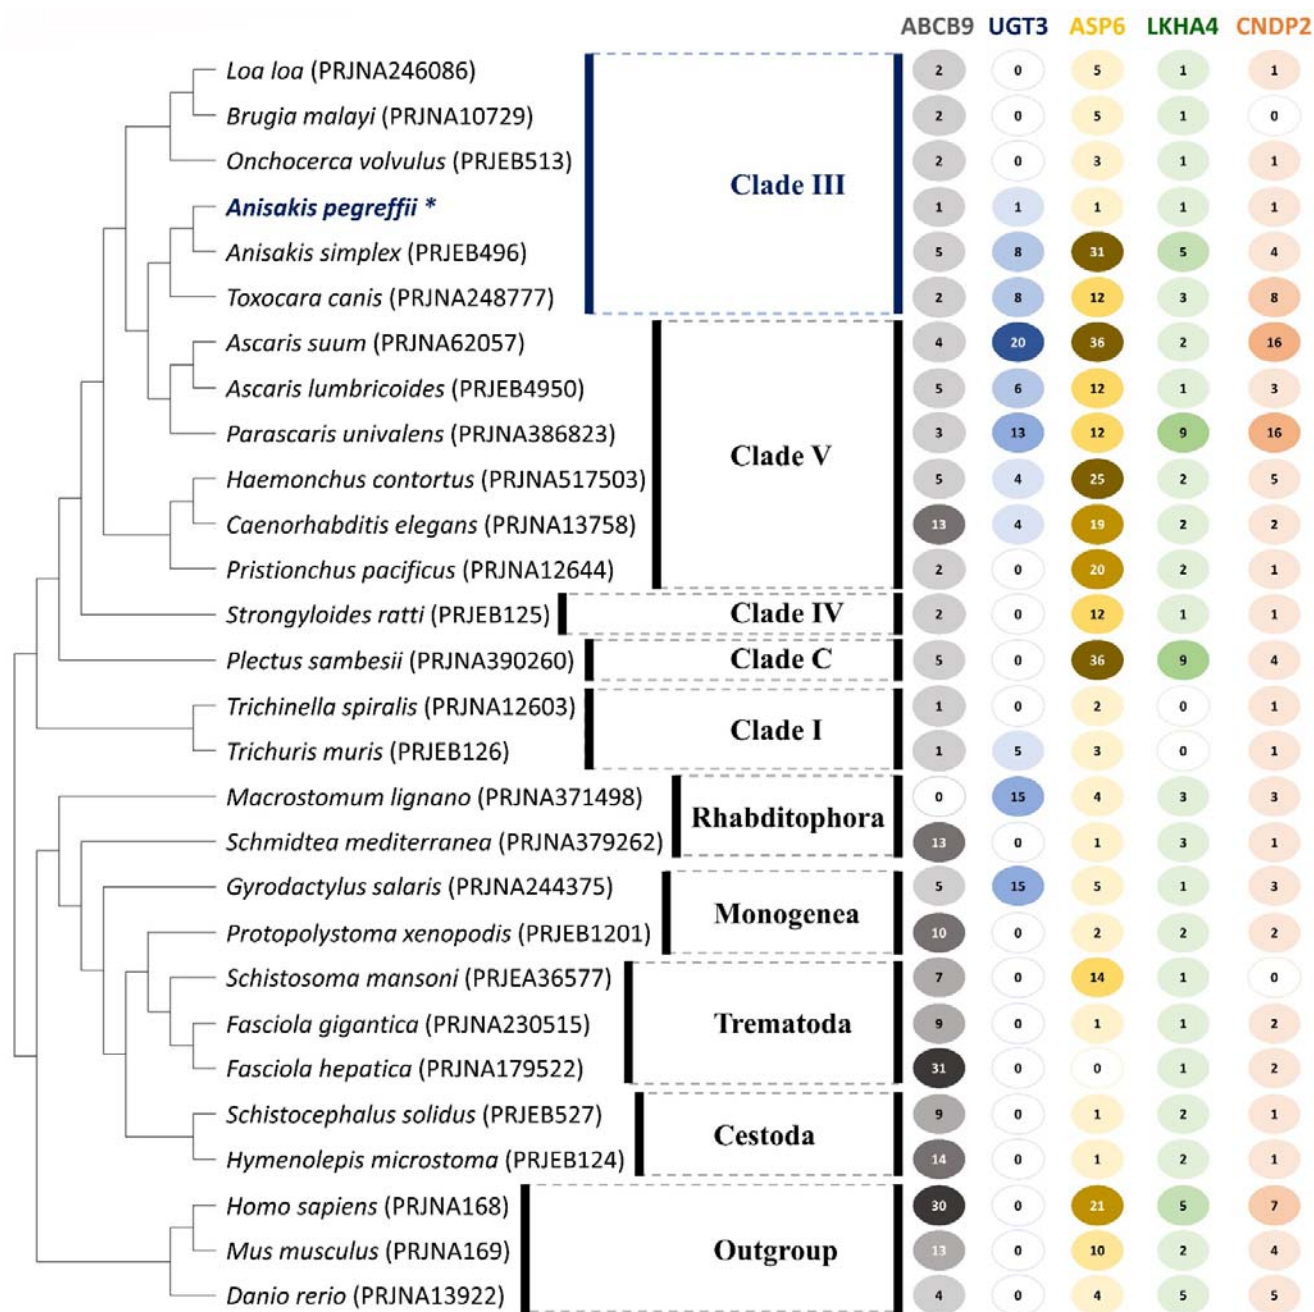 ABCB9 UGT3 ASP6 LKHA4 CNDP2
Loa loa (PRJNA246086) 2 0 5 1 1
Brugia malayi (PRJNA10729) 2 0 5 1 0
Onchocerca volvulus (PRJEB513) 2 0 3 1 1
Clade III
Anisakis pegreffii * 1 1 1 1 1
Anisakis simplex (PRJEB496) 5 8 31 5 4
Toxocara canis (PRJNA248777) 2 8 12 3 8
Ascaris suum (PRJNA62057) 4 20 36 2 16
Ascaris lumbricoides (PRJEB4950) 5 6 12 1 3
Parascaris univalens (PRJNA386823) 3 13 12 9 16
Clade V
Haemonchus contortus (PRJNA517503) 5 4 25 2 5
Caenorhabditis elegans (PRJNA13758) 13 4 19 2 2
Pristionchus pacificus (PRJNA12644) 2 0 20 2 1
Strongyloides ratti (PRJEB125) Clade IV 2 0 12 1 1
Plectus sambesii (PRJNA390260) Clade C 5 0 36 9 4
Trichinella spiralis (PRJNA12603) 1 0 2 0 1
Clade I
Trichuris muris (PRJEB126) 1 5 3 0 1
Macrostomum lignano (PRJNA371498) 0 15 4 3 3
Rhabditophora
Schmidtea mediterranea (PRJNA379262) 13 0 1 3 1
Gyrodactylus salaris (PRJNA244375) 5 15 5 1 3
Monogenea
Protopolystoma xenopodis (PRJEB1201) 10 0 2 2 2
Schistosoma mansoni (PRJEA36577) 7 0 14 1 0
Fasciola gigantica (PRJNA230515) Trematoda 9 0 1 1 2
Fasciola hepatica (PRJNA179522) 31 0 0 1 2
Schistocephalus solidus (PRJEB527) 9 0 1 2 1
Cestoda
Hymenolepis microstoma (PRJEB124) 14 0 1 2 1
Homo sapiens (PRJNA168) 30 0 21 5 7
Mus musculus (PRJNA169) Outgroup 13 0 10 2 4
Danio rerio (PRJNA13922) 4 0 4 5 5